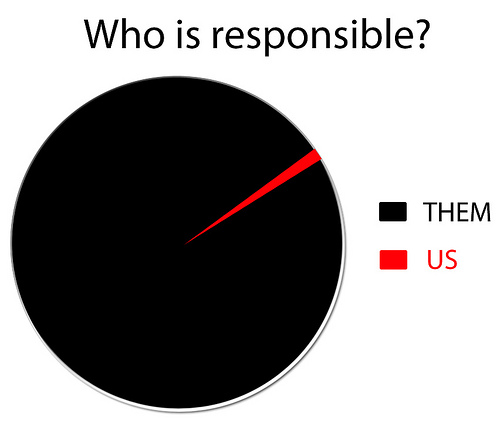 Who is responsible?
THEM
US